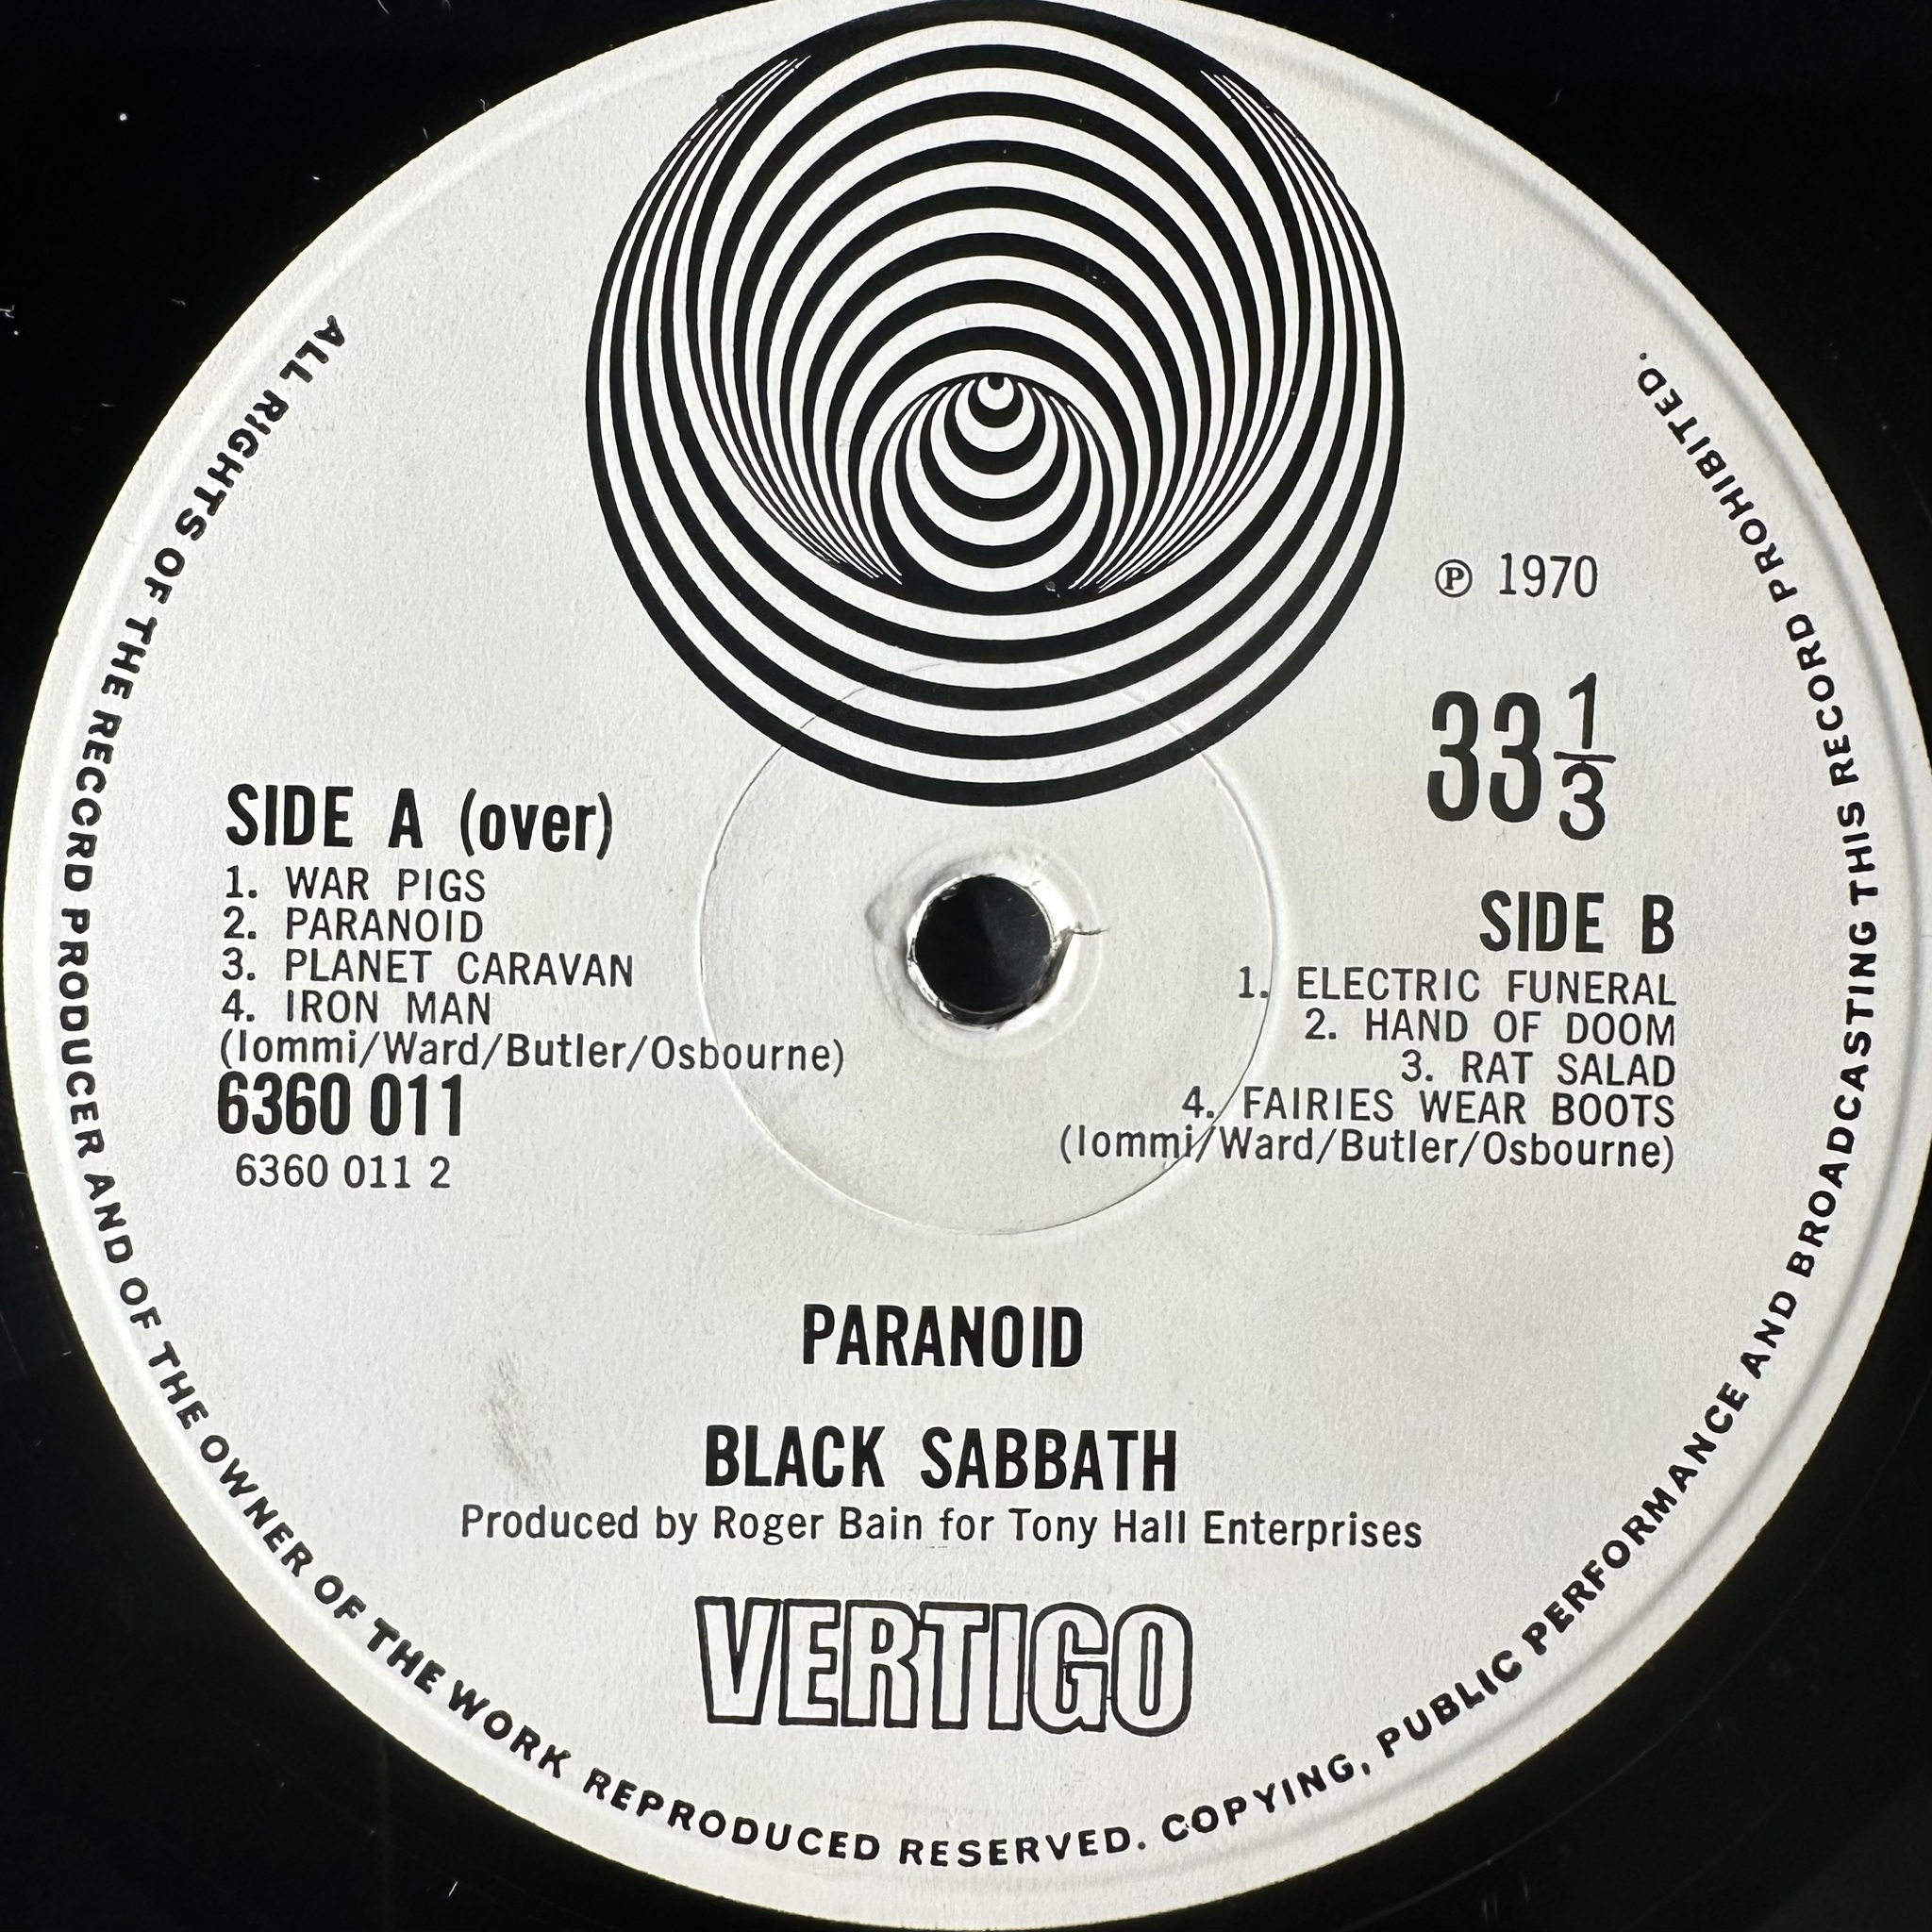 ALL RIGHTS OF THE RECORD PRODUCER AND OF THE OWNER OF THE WORK REPRODUCED RESERVED. COPYING, PUBLIC PERFORMANCE AND BROADCASTING THIS RECORD PROHIBITED.
℗ 1970
33 1/3
SIDE A (over)
1. WAR PIGS
2. PARANOID
3. PLANET CARAVAN
4. IRON MAN
(Iommi/Ward/Butler/Osbourne)
6360 011
6360 011 2
SIDE B
1. ELECTRIC FUNERAL
2. HAND OF DOOM
3. RAT SALAD
4. FAIRIES WEAR BOOTS
(Iommi/Ward/Butler/Osbourne)
PARANOID
BLACK SABBATH
Produced by Roger Bain for Tony Hall Enterprises
VERTIGO